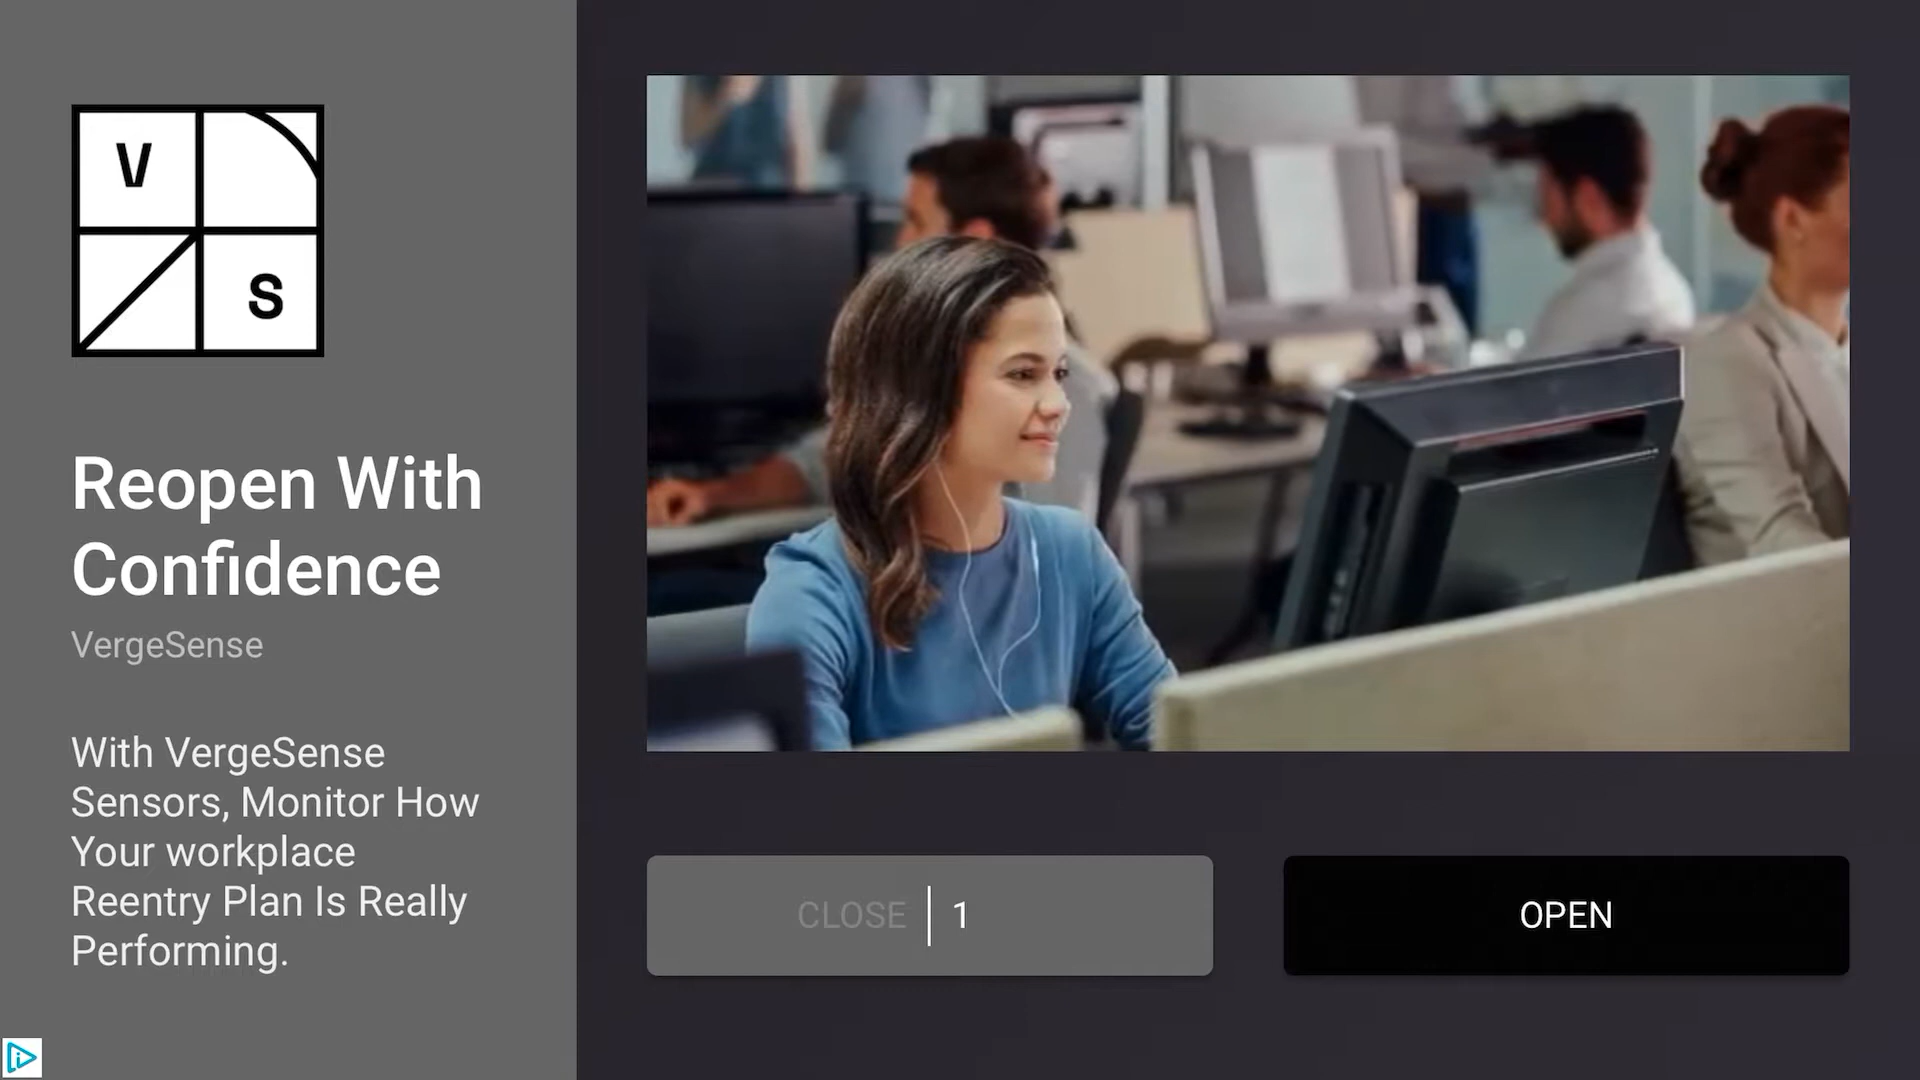 V
S
Reopen With
Confidence
VergeSense
With VergeSense
Sensors, Monitor How
Your workplace
Reentry Plan Is Really
Performing.
CLOSE 1
OPEN